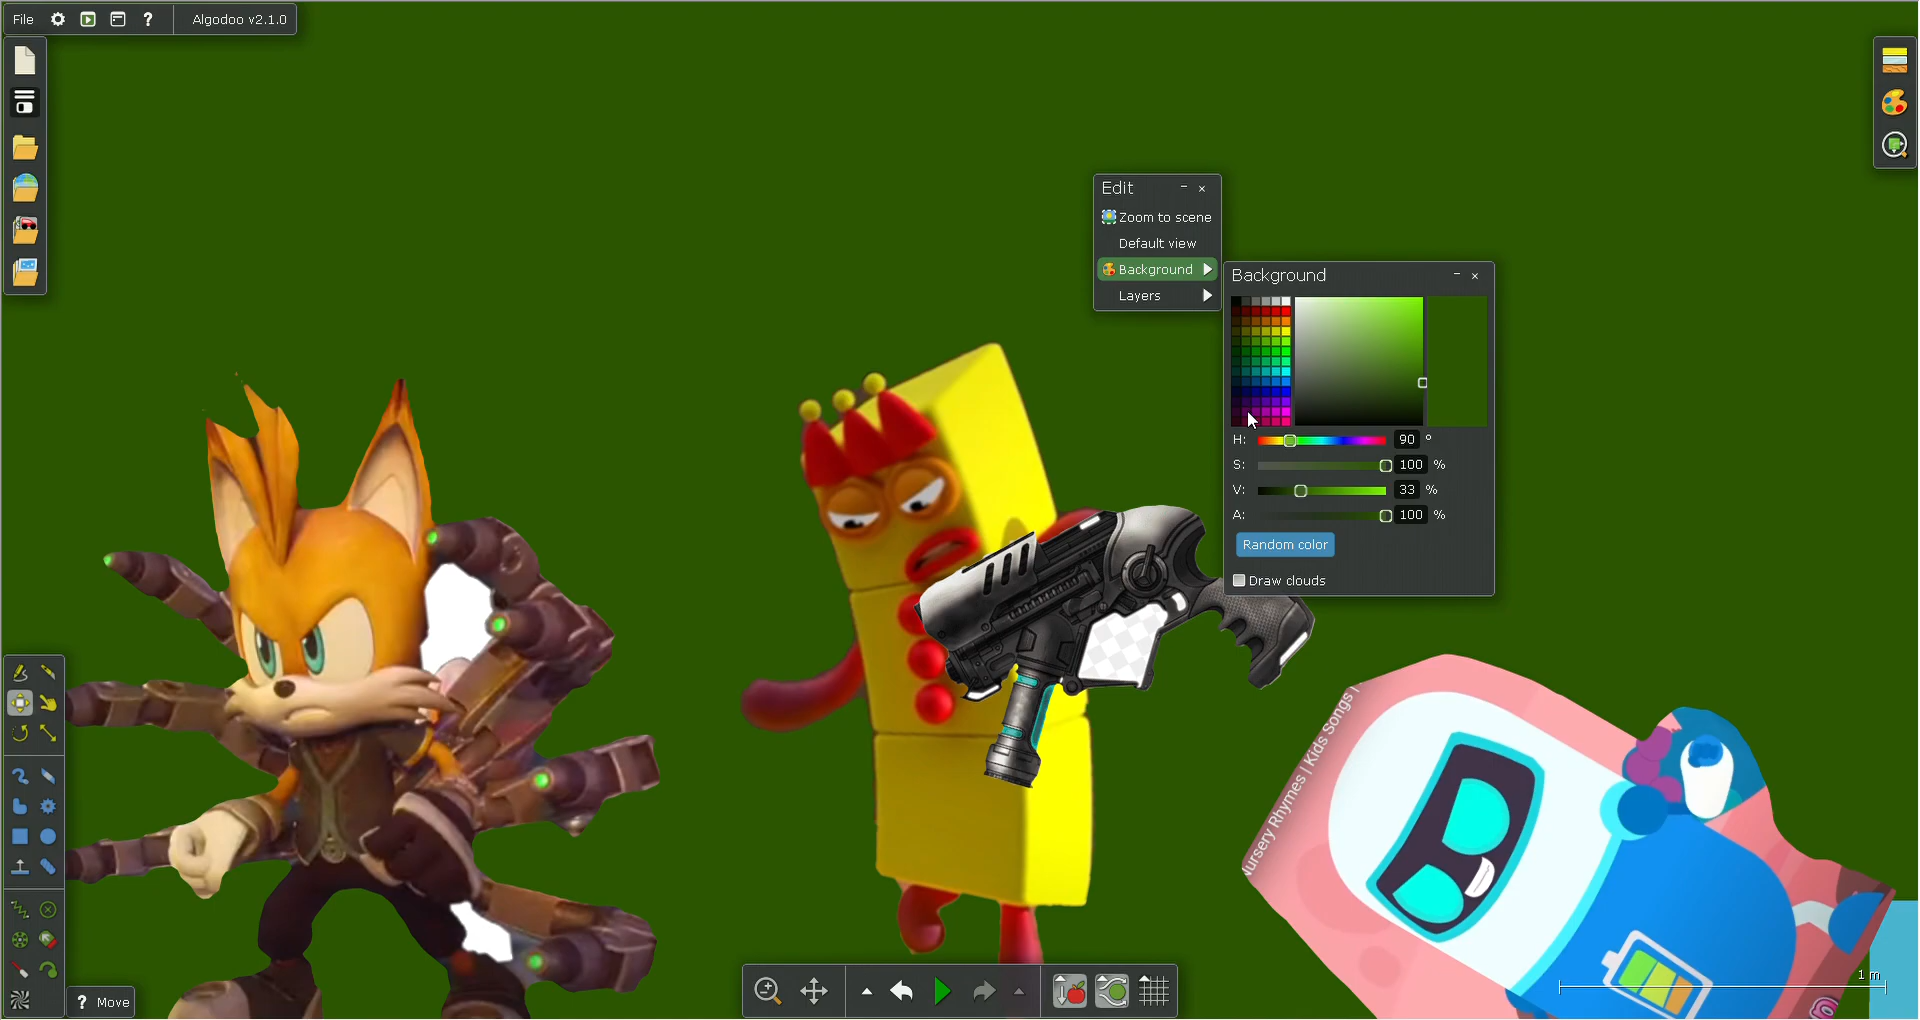 File
?
Algodoo v2.1.0
Edit
Zoom to scene
Default view
Background
Layers
Background
H: 90 °
S: 100 %
V: 33 %
A: 100 %
Random color
Draw clouds
Nursery Rhymes | Kids Songs |
1 m
? Move